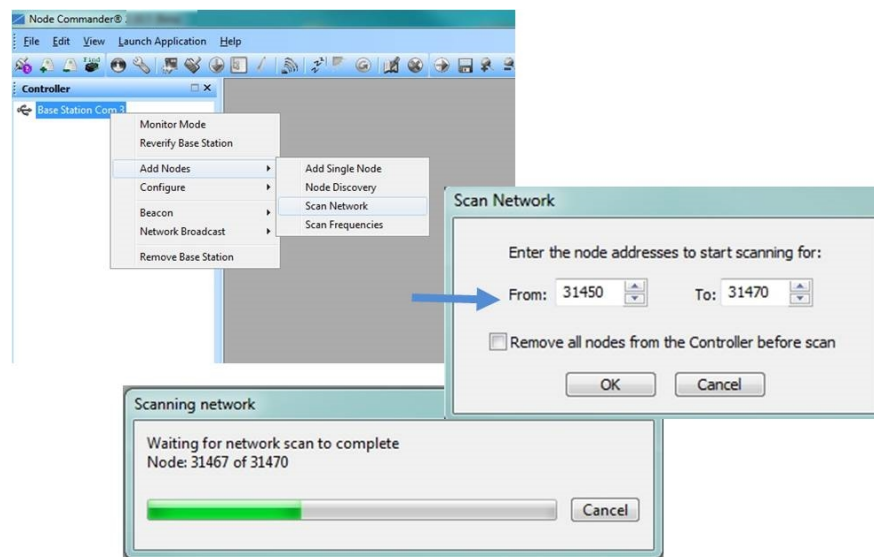 Node Commander®
File Edit View Launch Application Help
Find
Controller
Base Station Com 3
Monitor Mode
Reverify Base Station
Add Nodes
Configure
Beacon
Network Broadcast
Remove Base Station
Add Single Node
Node Discovery
Scan Network
Scan Frequencies
Scan Network
Enter the node addresses to start scanning for:
From: 31450 To: 31470
Remove all nodes from the Controller before scan
OK Cancel
Scanning network
Waiting for network scan to complete
Node: 31467 of 31470
Cancel